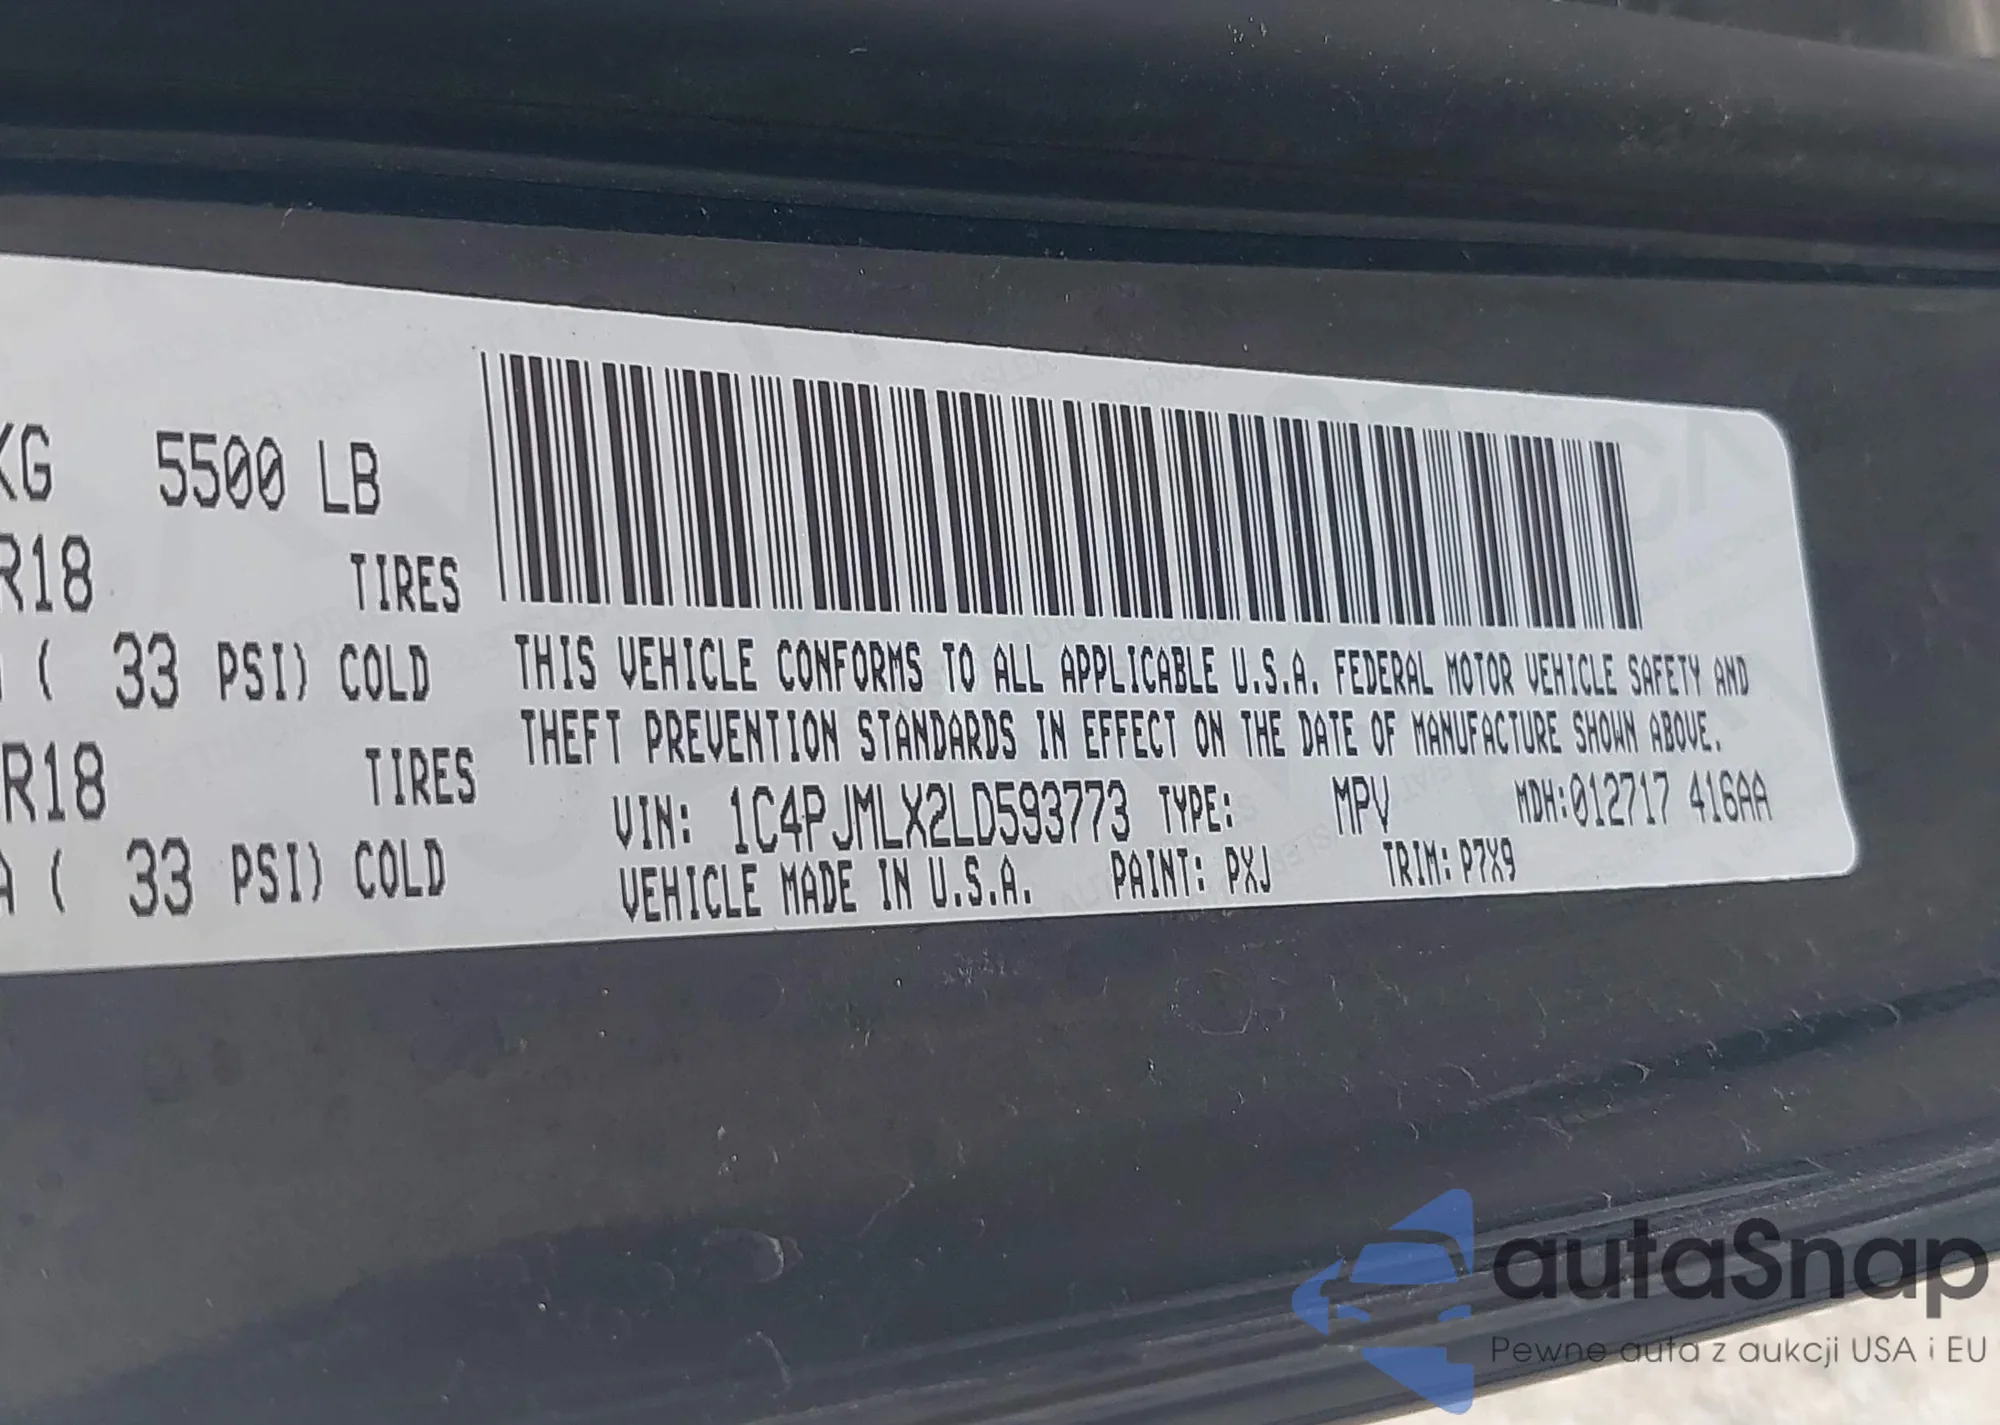 KG 5500 LB
R18 TIRES
( 33 PSI) COLD
R18 TIRES
A ( 33 PSI) COLD
THIS VEHICLE CONFORMS TO ALL APPLICABLE U.S.A. FEDERAL MOTOR VEHICLE SAFETY AND
THEFT PREVENTION STANDARDS IN EFFECT ON THE DATE OF MANUFACTURE SHOWN ABOVE.
VIN: 1C4PJMLX2LD593773 TYPE: MPV MDH:012717 416AA
VEHICLE MADE IN U.S.A. PAINT: PXJ TRIM: P7X9
autaSnap
Pewne auta z aukcji USA i EU